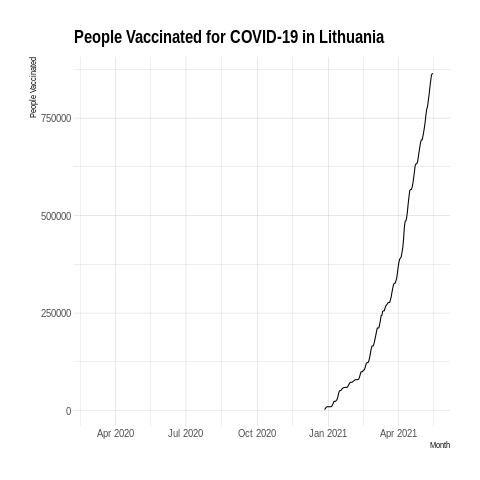 People Vaccinated for COVID-19 in Lithuania
People Vaccinated
750000
500000
250000
0
Apr 2020 Jul 2020 Oct 2020 Jan 2021 Apr 2021
Month